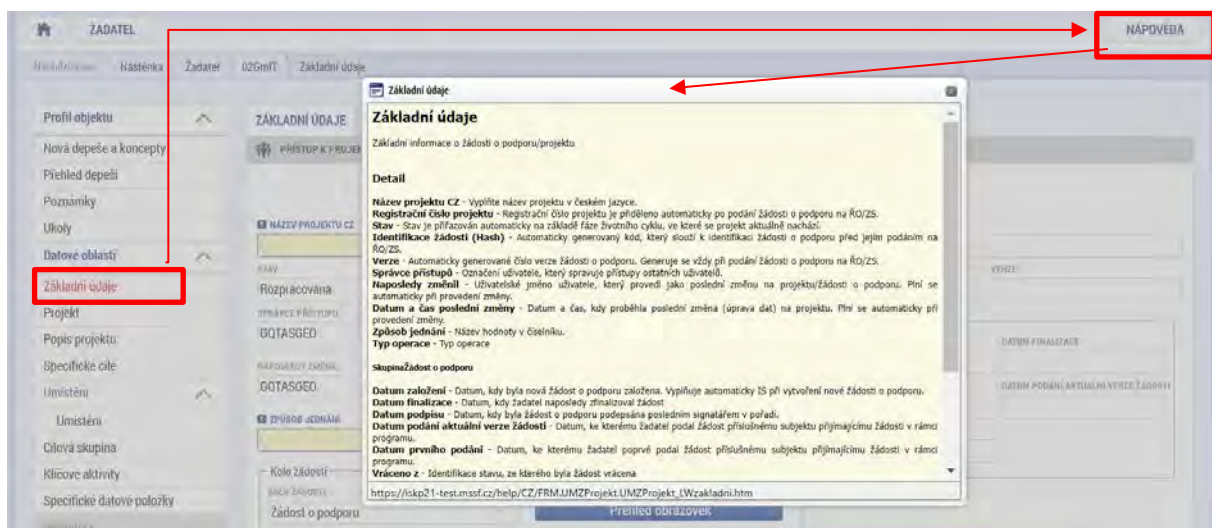 ŽADATEL
NÁPOVĚDA
Nástěnka Žadatel 02GmIT Základní údaje
Profil objektu
Nová depeše a koncepty
Přehled depeší
Poznámky
Úkoly
Datové oblasti
Základní údaje
Projekt
Popis projektu
Specifické cíle
Umístění
Umístění
Cílová skupina
Klíčové aktivity
Specifické datové položky
ZÁKLADNÍ ÚDAJE
PŘÍSTUP K PROJE
NÁZEV PROJEKTU CZ
STAV
Rozpracována
SPRÁVCE PŘÍSTUPŮ
GOTASGEO
NAPOSLEDY ZMĚNIL
GOTASGEO
ZPŮSOB JEDNÁNÍ
Kolo žádosti
Žádost o podporu
Základní údaje
Základní údaje
Základní informace o žádosti o podporu/projektu
Detail
Název projektu CZ - Vyplňte název projektu v českém jazyce.
Registrační číslo projektu - Registrační číslo projektu je přiděleno automaticky po podání žádosti o podporu na ŘO/ZS.
Stav - Stav je přiřazován automaticky na základě fáze životního cyklu, ve které se projekt aktuálně nachází.
Identifikace žádosti (Hash) - Automaticky generovaný kód, který slouží k identifikaci žádosti o podporu před jejím podáním na
ŘO/ZS.
Verze - Automaticky generované číslo verze žádosti o podporu. Generuje se vždy při podání žádosti o podporu na ŘO/ZS.
Správce přístupů - Označení uživatele, který spravuje přístupy ostatních uživatelů.
Naposledy změnil - Uživatelské jméno uživatele, který provedl jako poslední změnu na projektu/žádosti o podporu. Plní se
automaticky při provedení změny.
Datum a čas poslední změny - Datum a čas, kdy proběhla poslední změna (úprava dat) na projektu. Plní se automaticky při
provedení změny.
Způsob jednání - Název hodnoty v číselníku.
Typ operace - Typ operace
SkupinaŽádost o podporu
Datum založení - Datum, kdy byla nová žádost o podporu založena. Vyplňuje automaticky IS při vytvoření nové žádosti o podporu.
Datum finalizace - Datum, kdy žadatel naposledy zfinalizoval žádost
Datum podpisu - Datum, kdy byla žádost o podporu podepsána posledním signatářem v pořadí.
Datum podání aktuální verze žádosti - Datum, ke kterému žadatel podal žádost příslušnému subjektu přijímajícímu žádosti v rámci
programu.
Datum prvního podání - Datum, ke kterému žadatel poprvé podal žádost příslušnému subjektu přijímajícímu žádosti v rámci
programu.
Vráceno z - Identifikace stavu, ze kterého byla žádost vrácena
https://iskp21-test.mssf.cz/help/CZ/FRM.UMZProjekt.UMZProjekt_LWzakladni.htm
Přehled obrazovek
VERZE
DATUM FINALIZACE
DATUM PODÁNÍ AKTUÁLNÍ VERZE ŽÁDOSTI